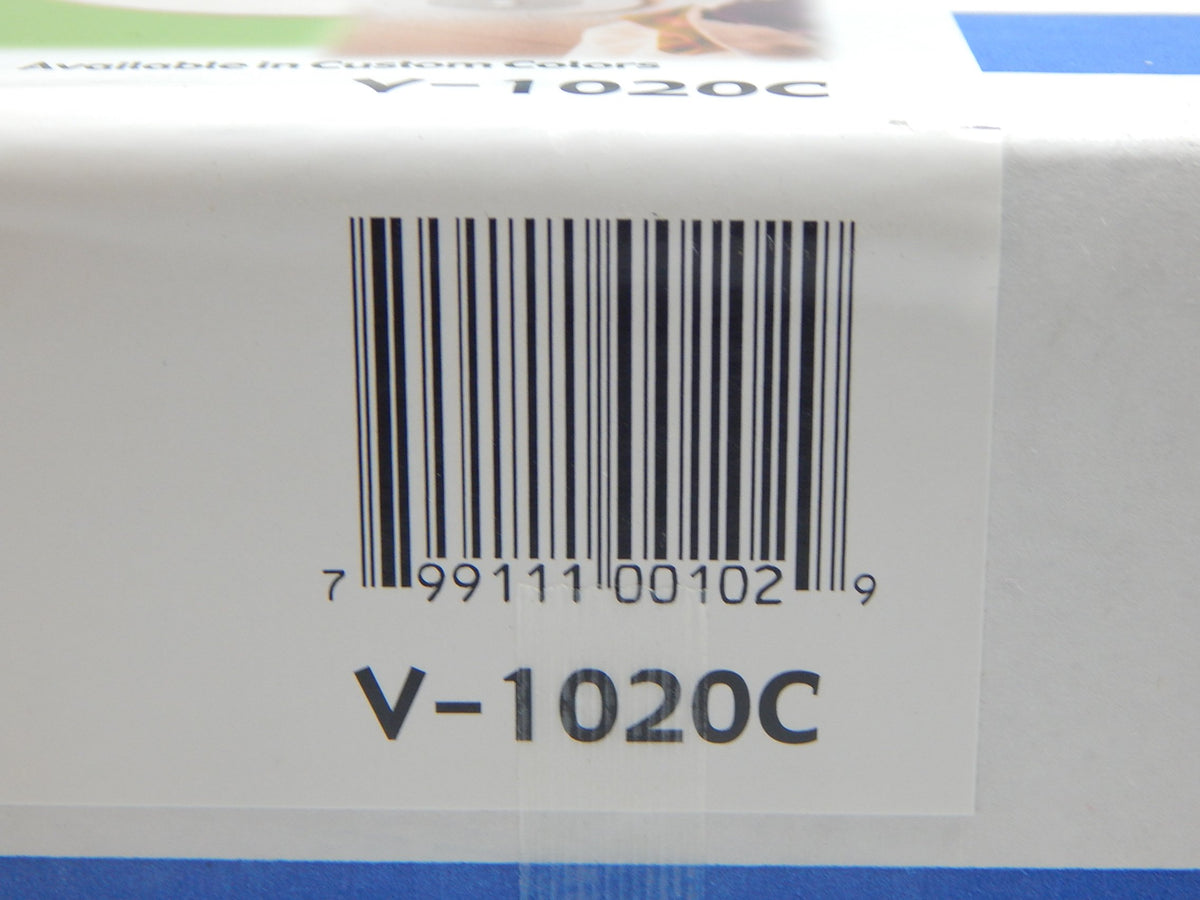 Available in Custom Colors
V-1020C
7 99111 00102 9
V-1020C